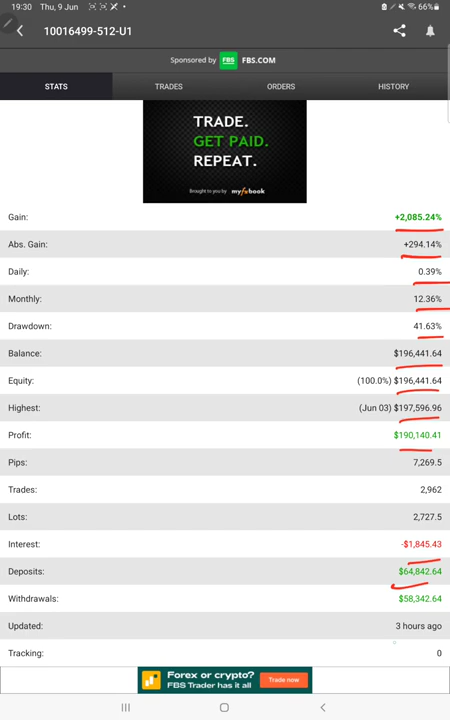 19:30 Thu, 9 Jun 66%
10016499-512-U1
Sponsored by FBS FBS.COM
STATS TRADES ORDERS HISTORY
TRADE.
GET PAID.
REPEAT.
Brought to you by myfxbook
Gain: +2,085.24%
Abs. Gain: +294.14%
Daily: 0.39%
Monthly: 12.36%
Drawdown: 41.63%
Balance: $196,441.64
Equity: (100.0%) $196,441.64
Highest: (Jun 03) $197,596.96
Profit: $190,140.41
Pips: 7,269.5
Trades: 2,962
Lots: 2,727.5
Interest: -$1,845.43
Deposits: $64,842.64
Withdrawals: $58,342.64
Updated: 3 hours ago
Tracking: 0
Forex or crypto?
FBS Trader has it all
Trade now